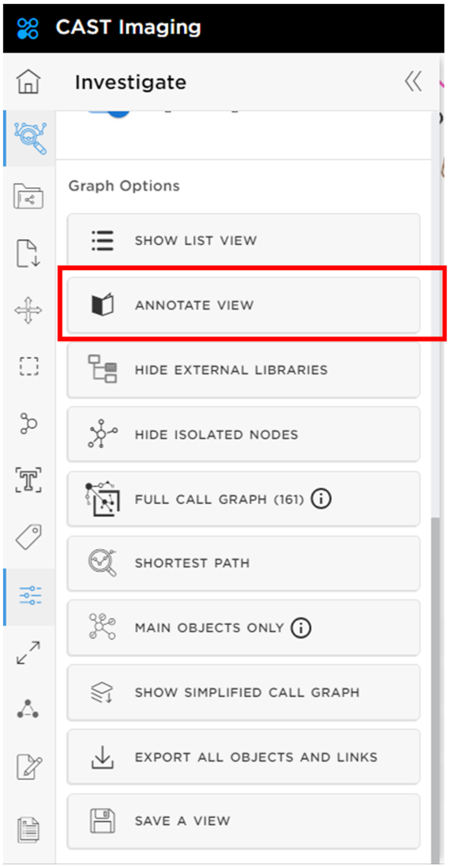 CAST Imaging
Investigate
Graph Options
SHOW LIST VIEW
ANNOTATE VIEW
HIDE EXTERNAL LIBRARIES
HIDE ISOLATED NODES
FULL CALL GRAPH (161)
SHORTEST PATH
MAIN OBJECTS ONLY
SHOW SIMPLIFIED CALL GRAPH
EXPORT ALL OBJECTS AND LINKS
SAVE A VIEW